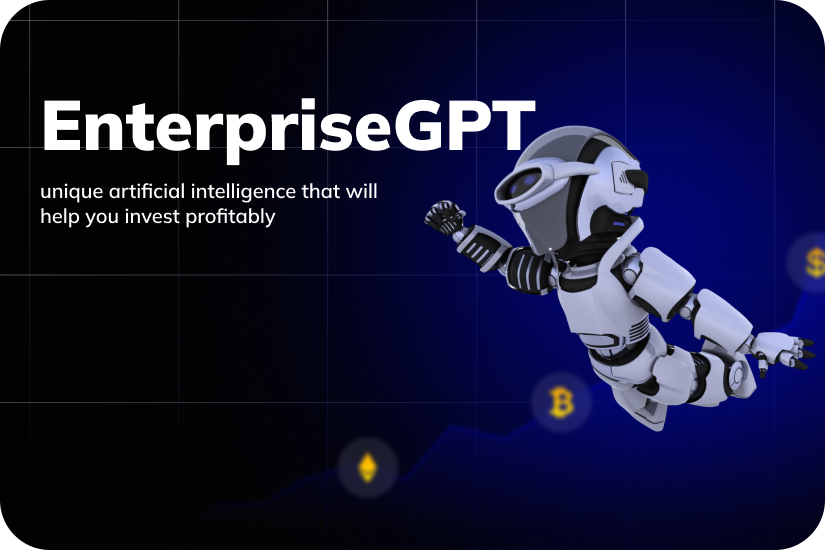 EnterpriseGPT
unique artificial intelligence that will
help you invest profitably
$